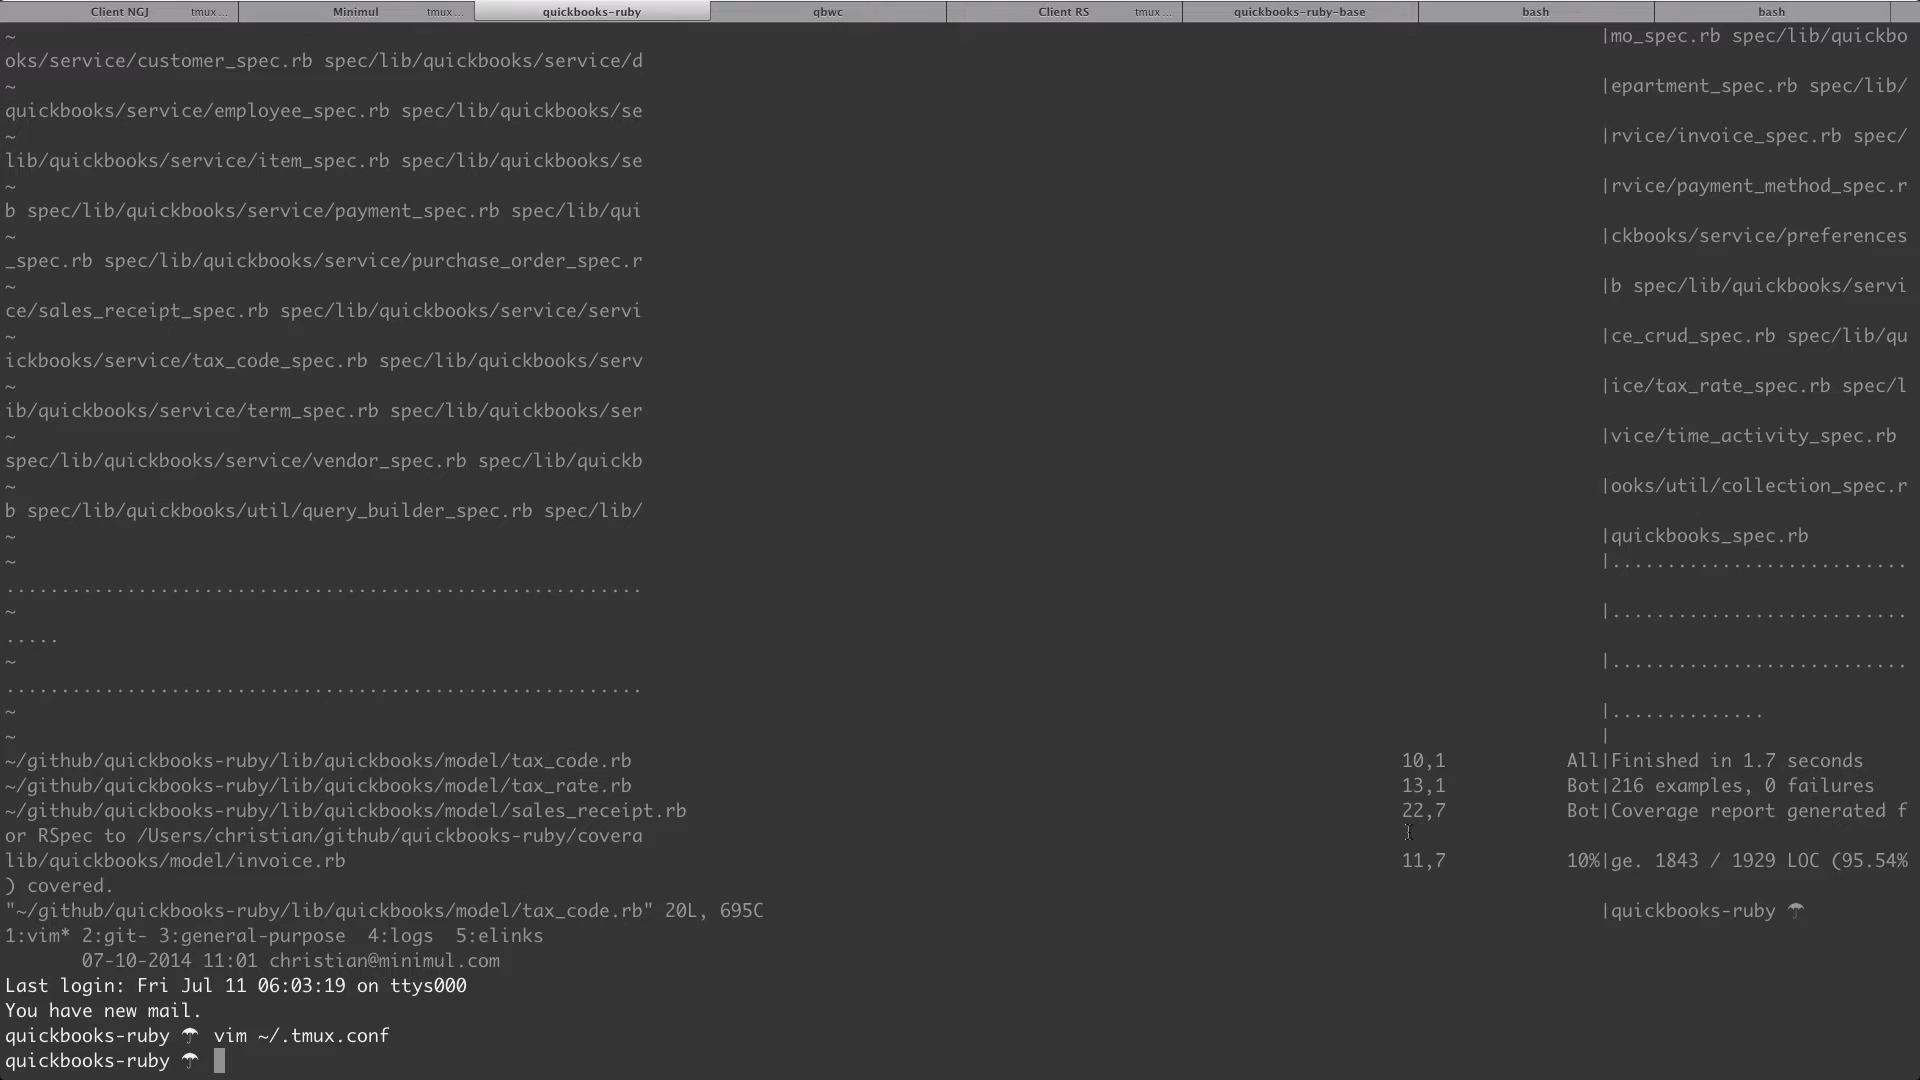 Client NGJ tmux... Minimul tmux... quickbooks-ruby qbwc Client RS tmux... quickbooks-ruby-base bash bash
~ |mo_spec.rb spec/lib/quickbo
oks/service/customer_spec.rb spec/lib/quickbooks/service/d
~ |epartment_spec.rb spec/lib/
quickbooks/service/employee_spec.rb spec/lib/quickbooks/se
~ |rvice/invoice_spec.rb spec/
lib/quickbooks/service/item_spec.rb spec/lib/quickbooks/se
~ |rvice/payment_method_spec.r
b spec/lib/quickbooks/service/payment_spec.rb spec/lib/qui
~ |ckbooks/service/preferences
_spec.rb spec/lib/quickbooks/service/purchase_order_spec.r
~ |b spec/lib/quickbooks/servi
ce/sales_receipt_spec.rb spec/lib/quickbooks/service/servi
~ |ce_crud_spec.rb spec/lib/qu
ickbooks/service/tax_code_spec.rb spec/lib/quickbooks/serv
~ |ice/tax_rate_spec.rb spec/l
ib/quickbooks/service/term_spec.rb spec/lib/quickbooks/ser
~ |vice/time_activity_spec.rb
spec/lib/quickbooks/service/vendor_spec.rb spec/lib/quickb
~ |ooks/util/collection_spec.r
b spec/lib/quickbooks/util/query_builder_spec.rb spec/lib/
~ |quickbooks_spec.rb
~ |...........................
..........................................................
~ |...........................
.....
~ |...........................
..........................................................
~ |..............
~ |
~/github/quickbooks-ruby/lib/quickbooks/model/tax_code.rb 10,1 All|Finished in 1.7 seconds
~/github/quickbooks-ruby/lib/quickbooks/model/tax_rate.rb 13,1 Bot|216 examples, 0 failures
~/github/quickbooks-ruby/lib/quickbooks/model/sales_receipt.rb 22,7 Bot|Coverage report generated f
or RSpec to /Users/christian/github/quickbooks-ruby/covera
lib/quickbooks/model/invoice.rb 11,7 10%|ge. 1843 / 1929 LOC (95.54%
) covered.
"~/github/quickbooks-ruby/lib/quickbooks/model/tax_code.rb" 20L, 695C |quickbooks-ruby ☂
1:vim* 2:git- 3:general-purpose 4:logs 5:elinks
07-10-2014 11:01 christian@minimul.com
Last login: Fri Jul 11 06:03:19 on ttys000
You have new mail.
quickbooks-ruby ☂ vim ~/.tmux.conf
quickbooks-ruby ☂